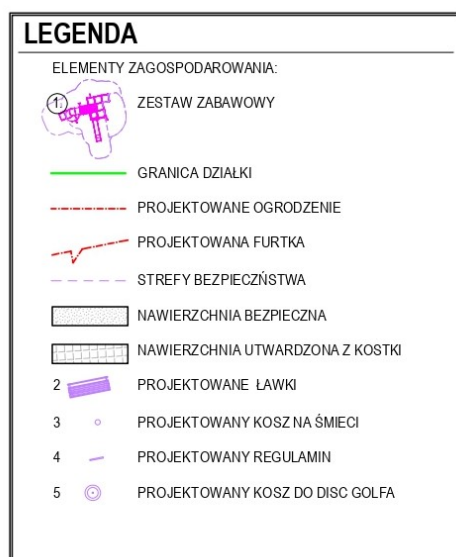 LEGENDA
ELEMENTY ZAGOSPODAROWANIA:
1. ZESTAW ZABAWOWY
GRANICA DZIAŁKI
PROJEKTOWANE OGRODZENIE
PROJEKTOWANA FURTKA
STREFY BEZPIECZŃSTWA
NAWIERZCHNIA BEZPIECZNA
NAWIERZCHNIA UTWARDZONA Z KOSTKI
2 PROJEKTOWANE ŁAWKI
3 PROJEKTOWANY KOSZ NA ŚMIECI
4 PROJEKTOWANY REGULAMIN
5 PROJEKTOWANY KOSZ DO DISC GOLFA